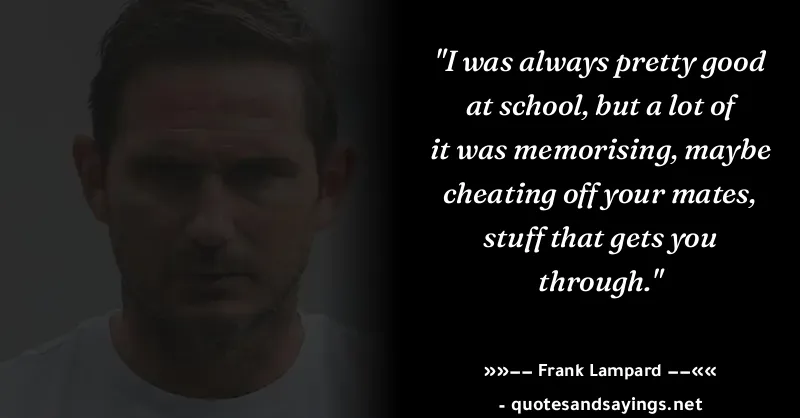 "I was always pretty good
at school, but a lot of
it was memorising, maybe
cheating off your mates,
stuff that gets you
through."
»»-- Frank Lampard --««
- quotesandsayings.net